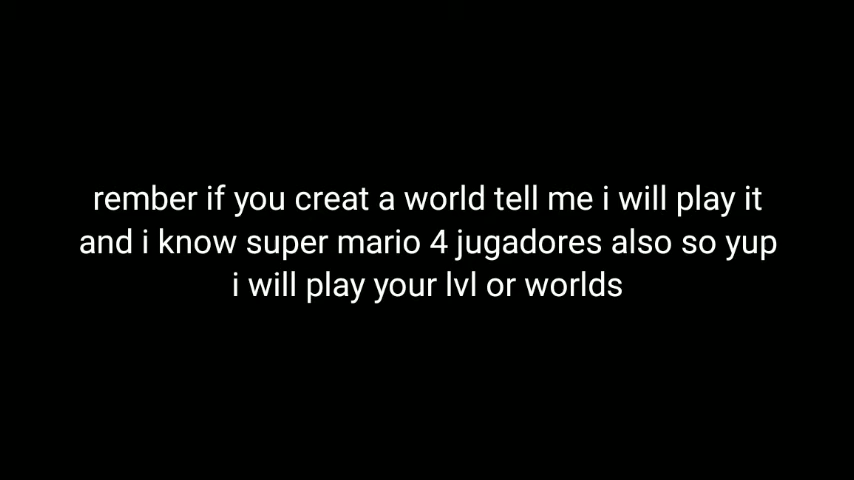 rember if you creat a world tell me i will play it
and i know super mario 4 jugadores also so yup
i will play your lvl or worlds